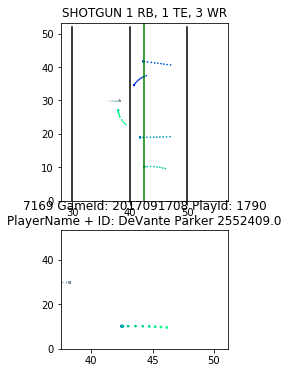 SHOTGUN 1 RB, 1 TE, 3 WR
50
40
30
20
10
0
30 40 50
7169 GameId: 2017091708 PlayId: 1790
PlayerName + ID: DeVante Parker 2552409.0
40
20
0
40 45 50